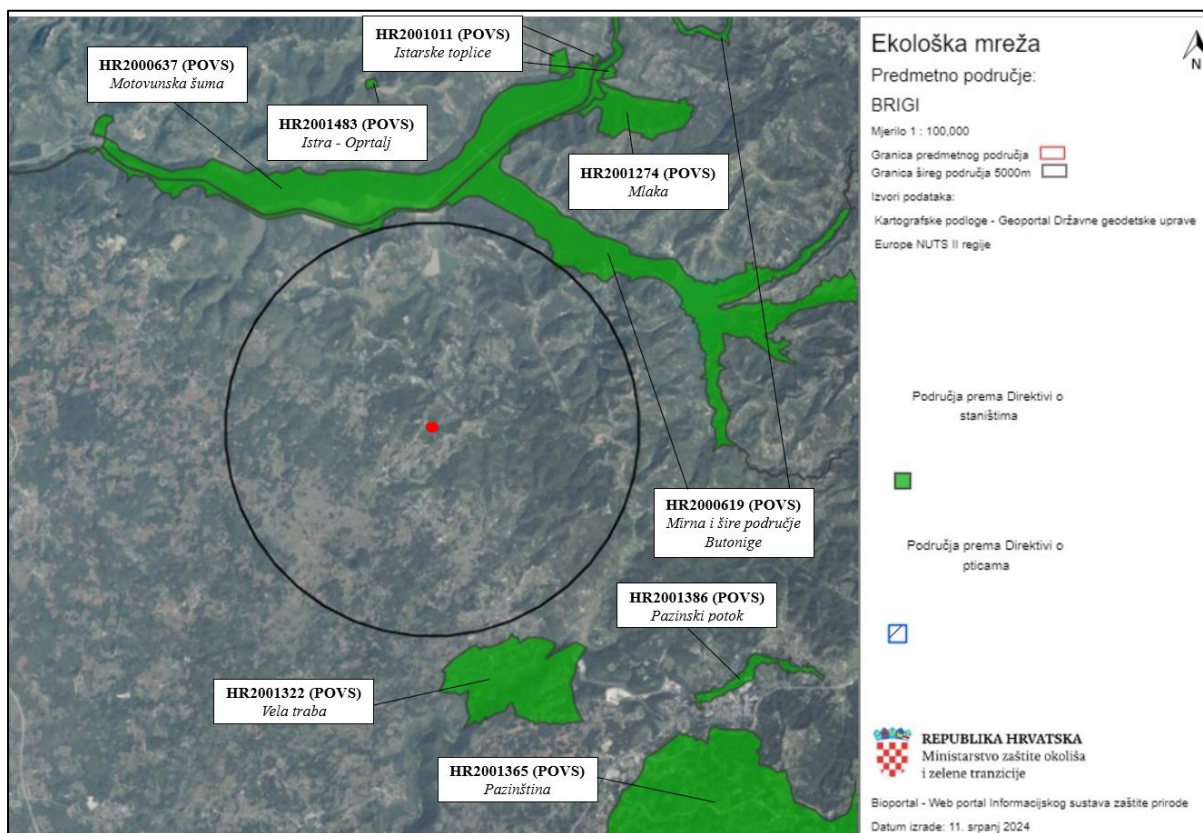 HR2001011 (POVS)
Istarske toplice
HR2000637 (POVS)
Motovunska šuma
HR2001483 (POVS)
Istra - Oprtalj
HR2001274 (POVS)
Mlaka
HR2000619 (POVS)
Mirna i šire područje
Butonige
HR2001386 (POVS)
Pazinski potok
HR2001322 (POVS)
Vela traba
HR2001365 (POVS)
Pazinština
Ekološka mreža
N
Predmetno područje:
BRIGI
Mjerilo 1 : 100,000
Granica predmetnog područja
Granica šireg područja 5000m
Izvori podataka:
Kartografske podloge - Geoportal Državne geodetske uprave
Europe NUTS II regije
Područja prema Direktivi o
staništima
Područja prema Direktivi o
pticama
REPUBLIKA HRVATSKA
Ministarstvo zaštite okoliša
i zelene tranzicije
Bioportal - Web portal Informacijskog sustava zaštite prirode
Datum izrade: 11. srpanj 2024